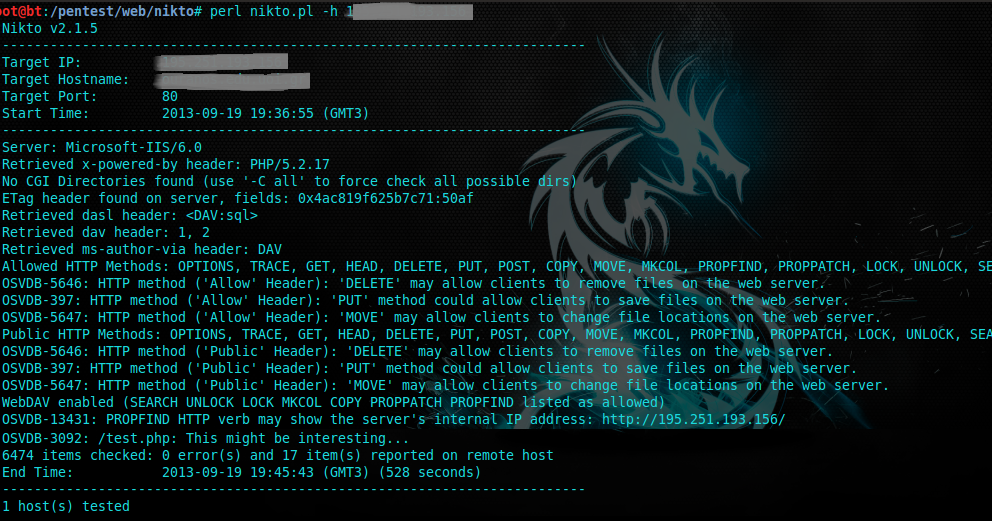 ot@bt:/pentest/web/nikto# perl nikto.pl -h 1
Nikto v2.1.5
---------------------------------------------------------------------------
Target IP:
Target Hostname:
Target Port: 80
Start Time: 2013-09-19 19:36:55 (GMT3)
---------------------------------------------------------------------------
Server: Microsoft-IIS/6.0
Retrieved x-powered-by header: PHP/5.2.17
No CGI Directories found (use '-C all' to force check all possible dirs)
ETag header found on server, fields: 0x4ac819f625b7c71:50af
Retrieved dasl header: <DAV:sql>
Retrieved dav header: 1, 2
Retrieved ms-author-via header: DAV
Allowed HTTP Methods: OPTIONS, TRACE, GET, HEAD, DELETE, PUT, POST, COPY, MOVE, MKCOL, PROPFIND, PROPPATCH, LOCK, UNLOCK, SE
OSVDB-5646: HTTP method ('Allow' Header): 'DELETE' may allow clients to remove files on the web server.
OSVDB-397: HTTP method ('Allow' Header): 'PUT' method could allow clients to save files on the web server.
OSVDB-5647: HTTP method ('Allow' Header): 'MOVE' may allow clients to change file locations on the web server.
Public HTTP Methods: OPTIONS, TRACE, GET, HEAD, DELETE, PUT, POST, COPY, MOVE, MKCOL, PROPFIND, PROPPATCH, LOCK, UNLOCK, SEA
OSVDB-5646: HTTP method ('Public' Header): 'DELETE' may allow clients to remove files on the web server.
OSVDB-397: HTTP method ('Public' Header): 'PUT' method could allow clients to save files on the web server.
OSVDB-5647: HTTP method ('Public' Header): 'MOVE' may allow clients to change file locations on the web server.
WebDAV enabled (SEARCH UNLOCK LOCK MKCOL COPY PROPPATCH PROPFIND listed as allowed)
OSVDB-13431: PROPFIND HTTP verb may show the server's internal IP address: http://195.251.193.156/
OSVDB-3092: /test.php: This might be interesting...
6474 items checked: 0 error(s) and 17 item(s) reported on remote host
End Time: 2013-09-19 19:45:43 (GMT3) (528 seconds)
---------------------------------------------------------------------------
1 host(s) tested